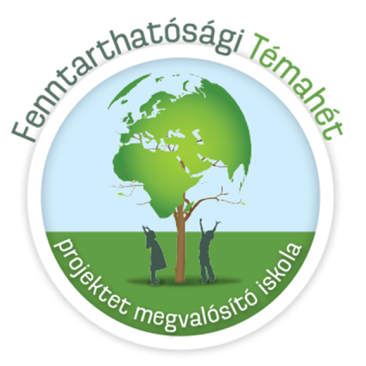 Fenntarthatósági Témahét
projektet megvalósító iskola